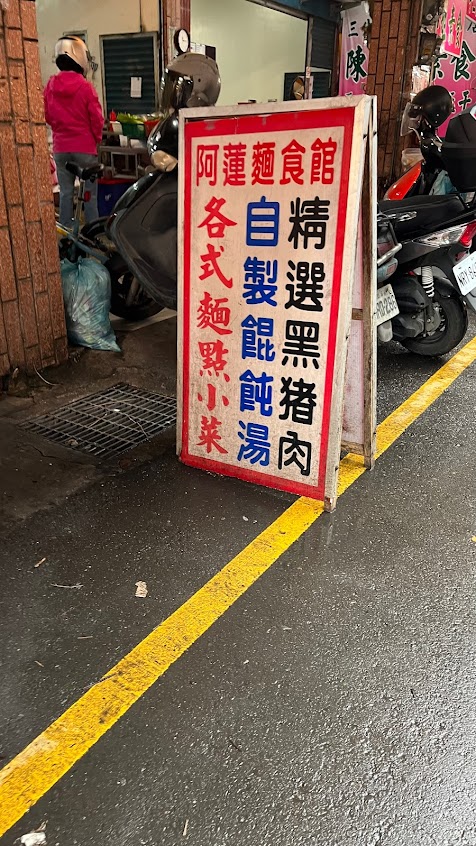 阿蓮麵食館
精選黑猪肉
自製餛飩湯
各式麵點小菜
三陳
食